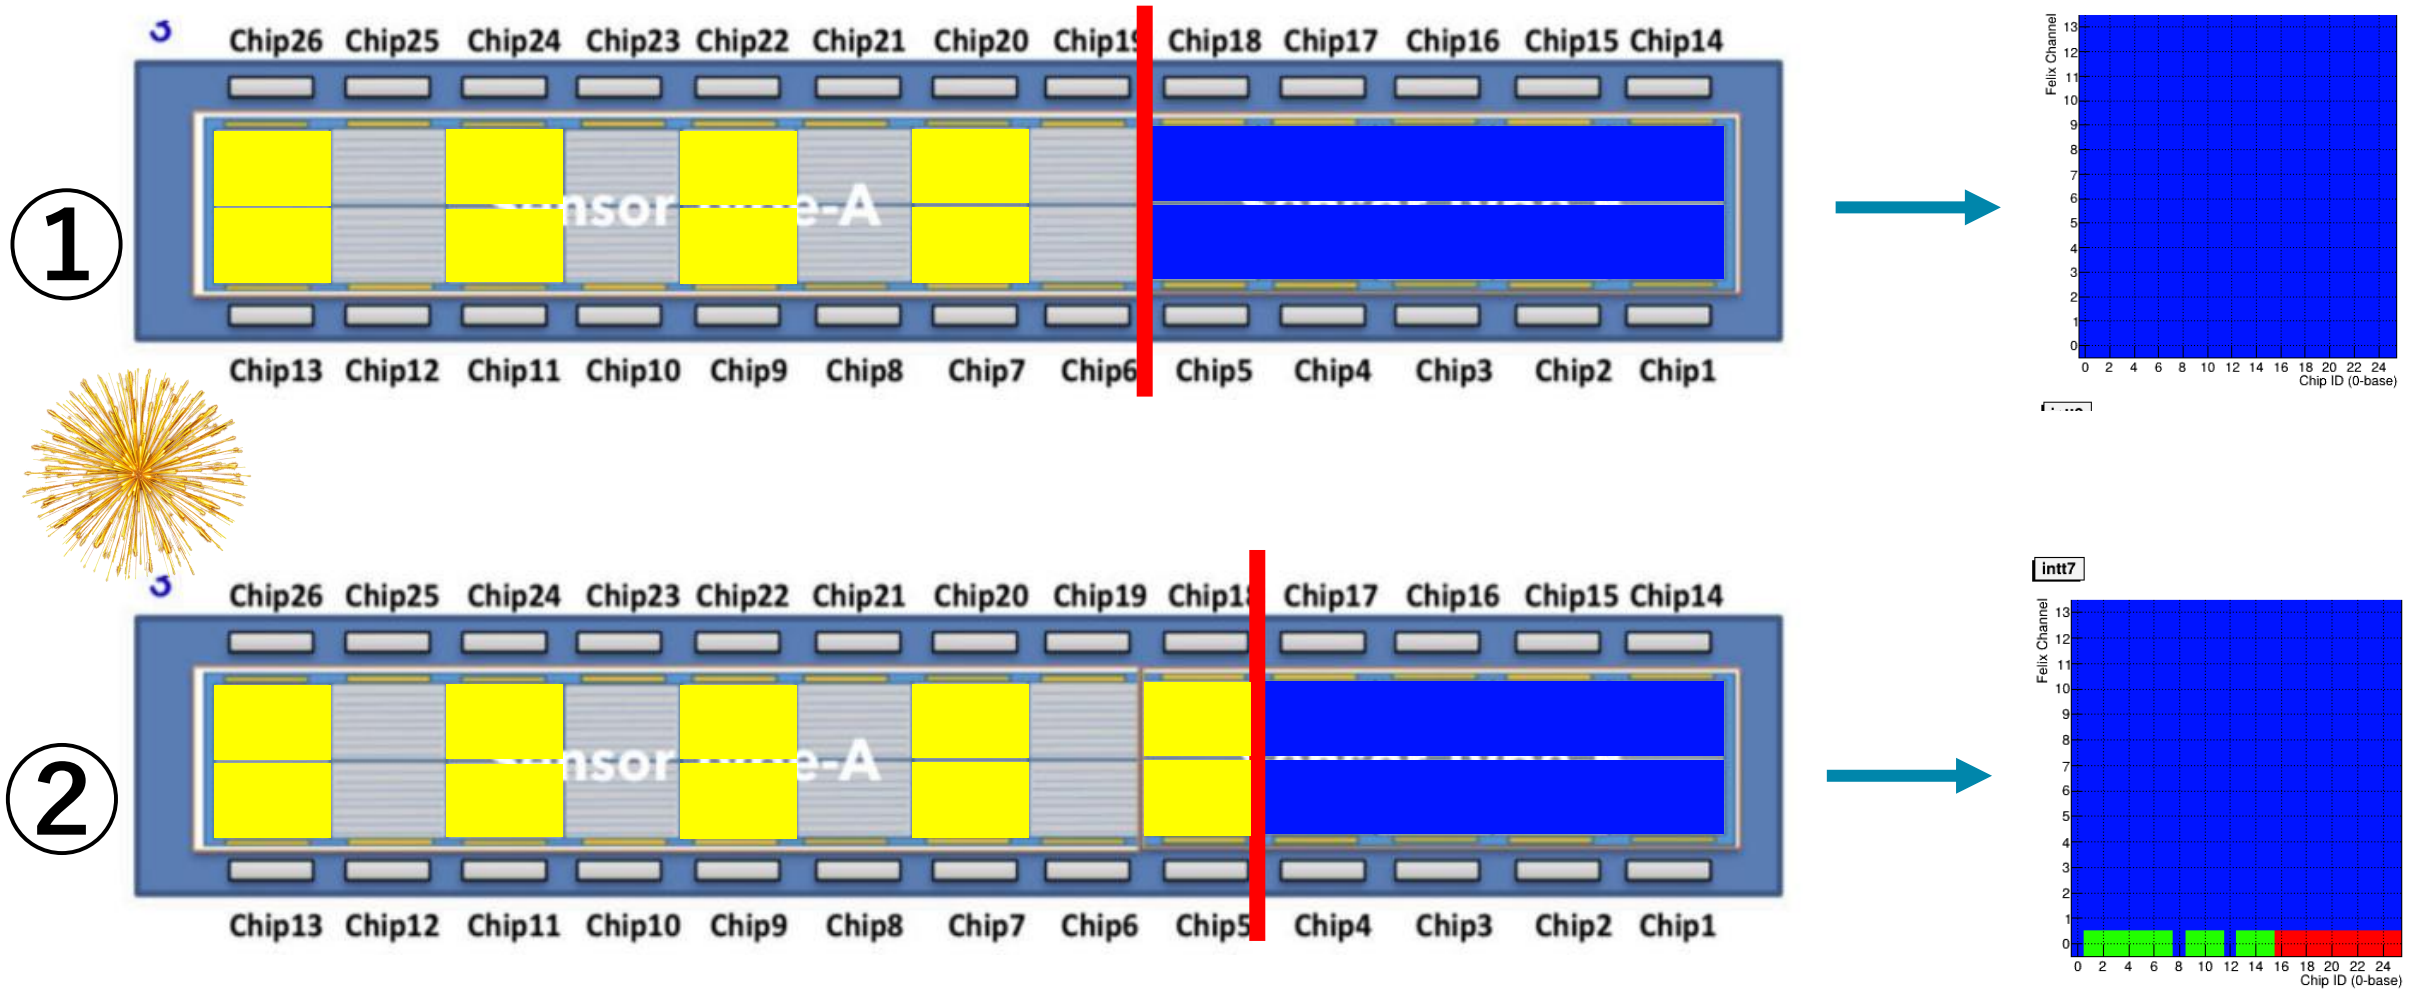 Chip26 Chip25 Chip24 Chip23 Chip22 Chip21 Chip20 Chip19 Chip18 Chip17 Chip16 Chip15 Chip14
①
Chip13 Chip12 Chip11 Chip10 Chip9 Chip8 Chip7 Chip6 Chip5 Chip4 Chip3 Chip2 Chip1
Felix Channel
13
12
11
10
9
8
7
6
5
4
3
2
1
0
0 2 4 6 8 10 12 14 16 18 20 22 24
Chip ID (0-base)
Chip26 Chip25 Chip24 Chip23 Chip22 Chip21 Chip20 Chip19 Chip18 Chip17 Chip16 Chip15 Chip14
②
Chip13 Chip12 Chip11 Chip10 Chip9 Chip8 Chip7 Chip6 Chip5 Chip4 Chip3 Chip2 Chip1
intt7
Felix Channel
13
12
11
10
9
8
7
6
5
4
3
2
1
0
0 2 4 6 8 10 12 14 16 18 20 22 24
Chip ID (0-base)